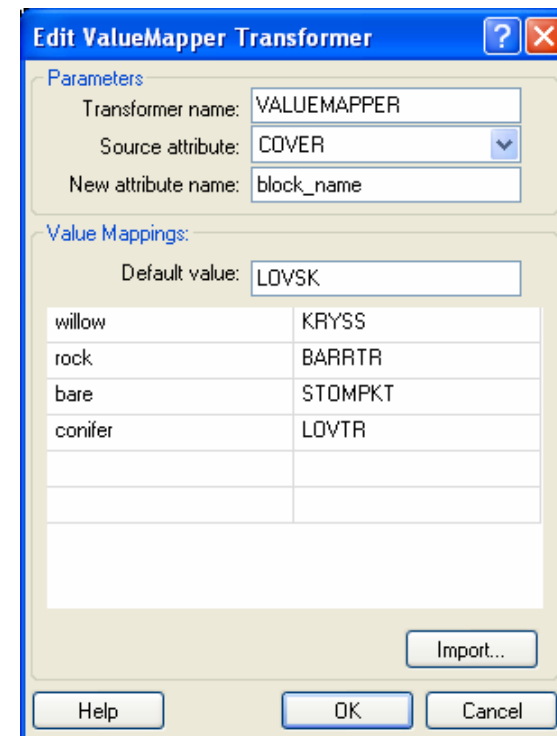 Edit ValueMapper Transformer
Parameters
Transformer name: VALUEMAPPER
Source attribute: COVER
New attribute name: block_name
Value Mappings:
Default value: LOVSK
willow KRYSS
rock BARRTR
bare STOMPKT
conifer LOVTR
Import...
Help OK Cancel